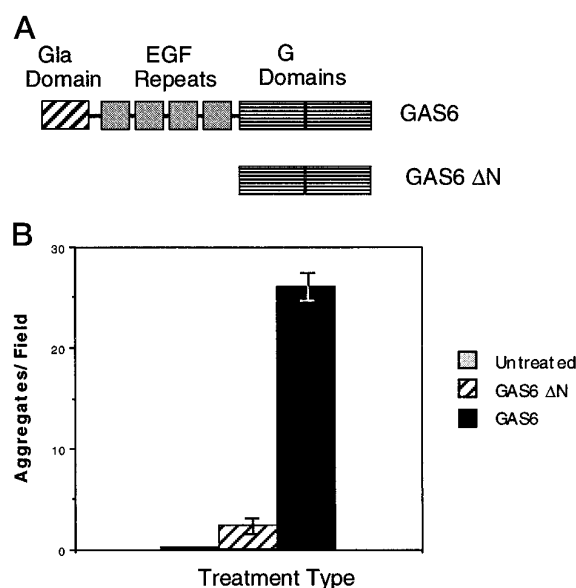 A
Gla EGF G
Domain Repeats Domains
GAS6
GAS6 ΔN
B
30
20
10
0
Aggregates/ Field
Untreated
GAS6 ΔN
GAS6
Treatment Type